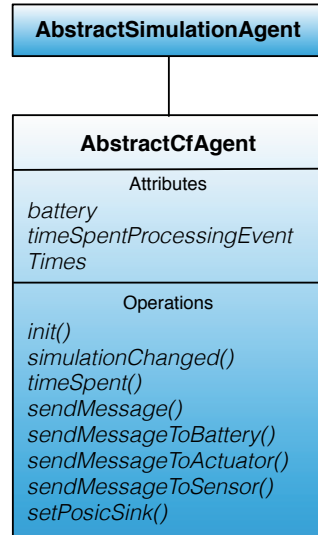 AbstractSimulationAgent
AbstractCfAgent
Attributes
battery
timeSpentProcessingEvent
Times
Operations
init()
simulationChanged()
timeSpent()
sendMessage()
sendMessageToBattery()
sendMessageToActuator()
sendMessageToSensor()
setPosicSink()